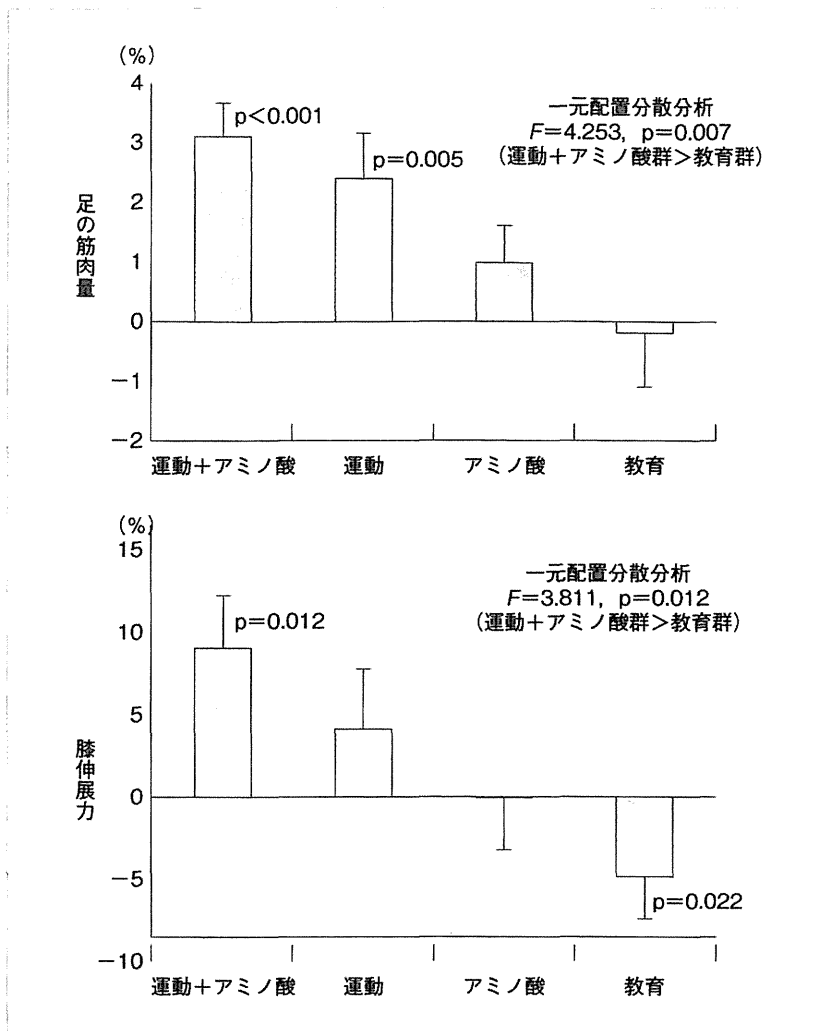 (%)
4
3
2
1
0
−1
−2
足の筋肉量
p<0.001
p=0.005
一元配置分散分析
F=4.253, p=0.007
(運動+アミノ酸群>教育群)
運動+アミノ酸 運動 アミノ酸 教育
(%)
15
10
5
0
−5
−10
膝伸展力
p=0.012
一元配置分散分析
F=3.811, p=0.012
(運動+アミノ酸群>教育群)
p=0.022
運動+アミノ酸 運動 アミノ酸 教育